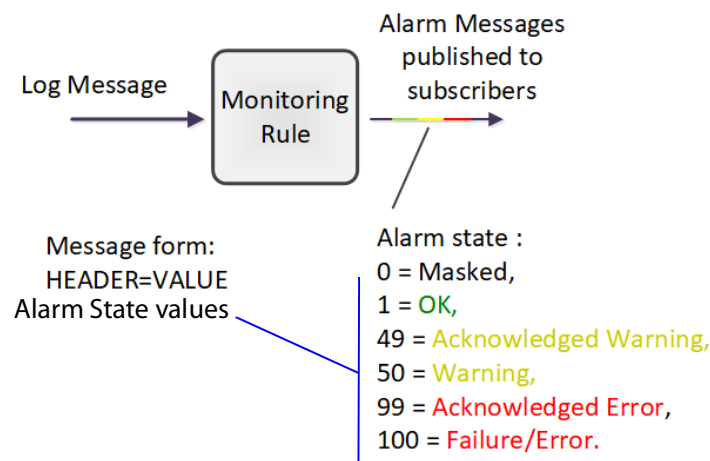 Alarm Messages
published to
subscribers
Log Message
Monitoring
Rule
Message form:
HEADER=VALUE
Alarm State values
Alarm state :
0 = Masked,
1 = OK,
49 = Acknowledged Warning,
50 = Warning,
99 = Acknowledged Error,
100 = Failure/Error.